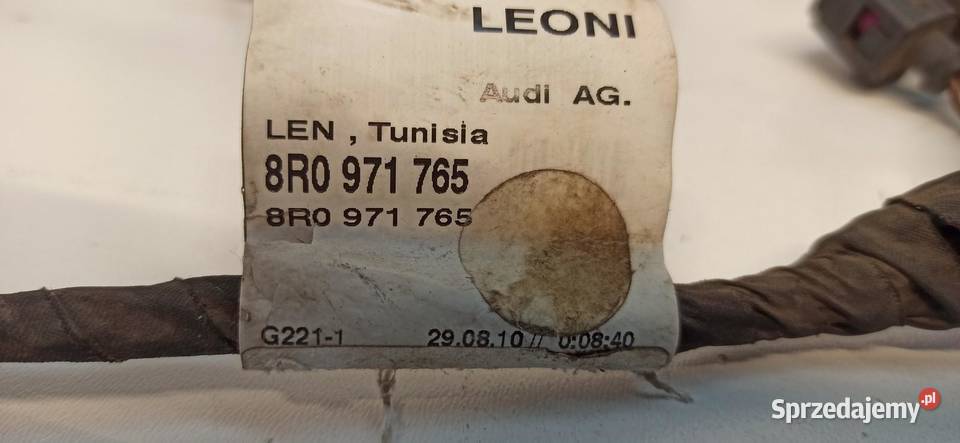 LEONI
Audi AG.
LEN , Tunisia
8R0 971 765
8R0 971 765
G221-1 29.08.10 // 0:08:40
Sprzedajemy.pl